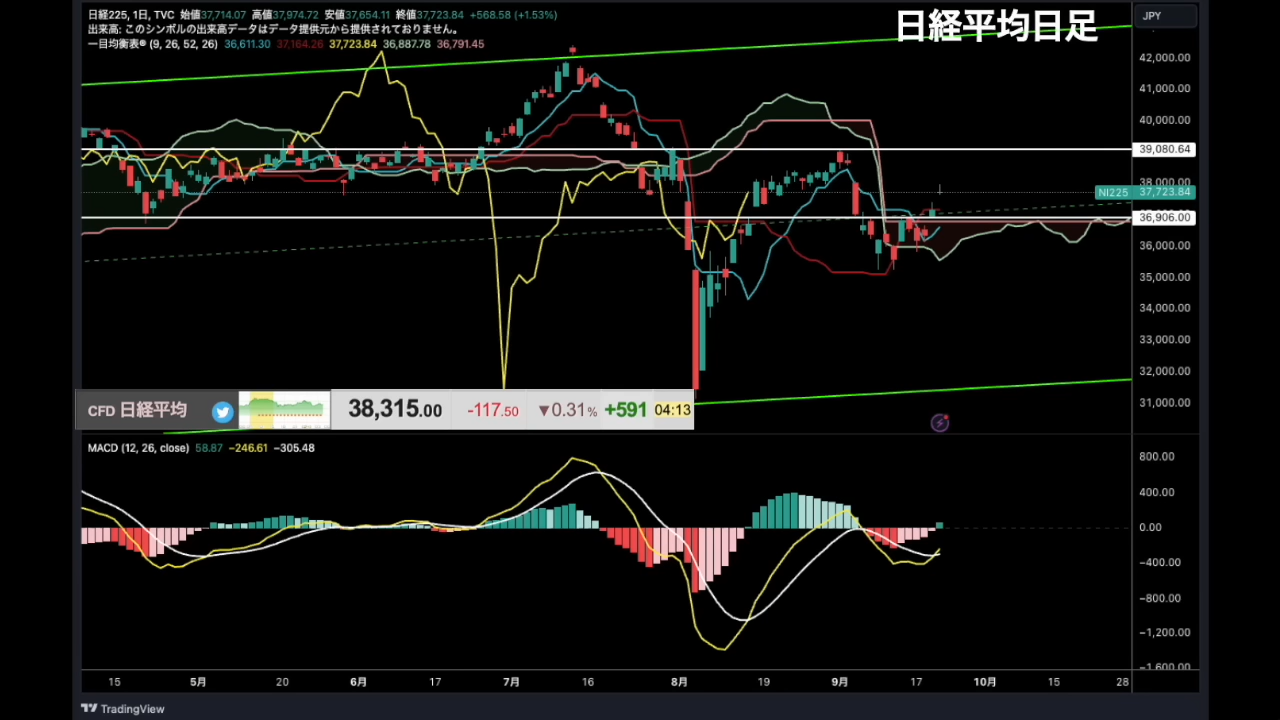 日経平均日足
日経225, 1日, TVC 始値37,714.07 高値37,974.72 安値37,654.11 終値37,723.84 +568.58 (+1.53%)
出来高: このシンボルの出来高データはデータ提供元から提供されておりません。
一目均衡表® (9, 26, 52, 26) 36,611.30 37,164.26 37,723.84 36,887.78 36,791.45
JPY
42,000.00
41,000.00
40,000.00
39,080.64
38,000.00
NI225 37,723.84
36,906.00
36,000.00
35,000.00
34,000.00
33,000.00
32,000.00
31,000.00
CFD 日経平均 38,315.00 -117.50 ▼0.31% +591 04:13
MACD (12, 26, close) 58.87 −246.61 −305.48
800.00
400.00
0.00
−400.00
−800.00
−1,200.00
−1,600.00
15 5月 20 6月 17 7月 16 8月 19 9月 17 10月 15 28
TradingView